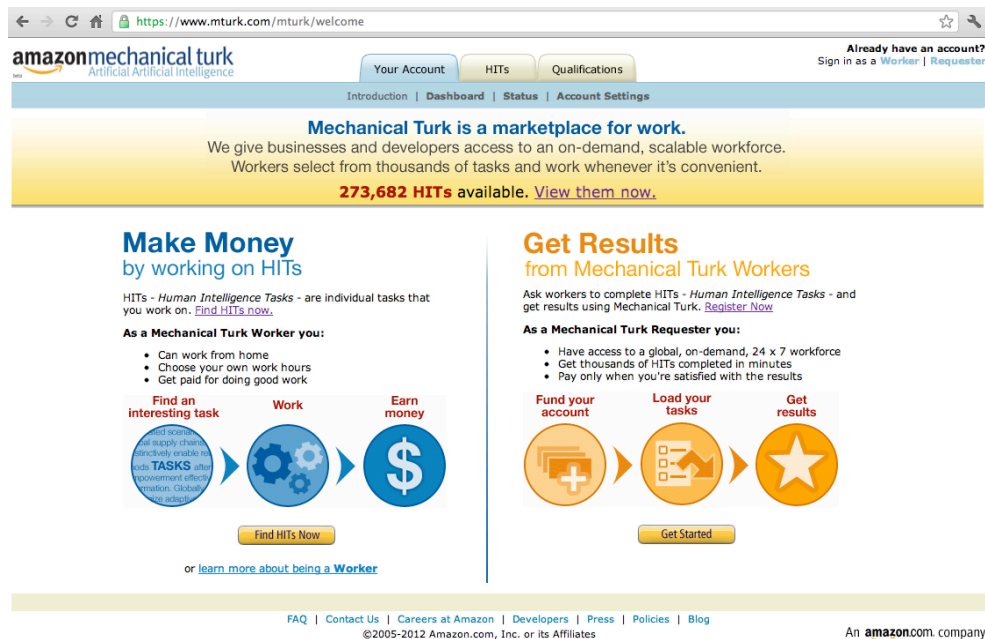 https://www.mturk.com/mturk/welcome
amazonmechanical turk
beta
Artificial Artificial Intelligence
Your Account
HITs
Qualifications
Already have an account?
Sign in as a Worker | Requester
Introduction | Dashboard | Status | Account Settings
Mechanical Turk is a marketplace for work.
We give businesses and developers access to an on-demand, scalable workforce.
Workers select from thousands of tasks and work whenever it's convenient.
273,682 HITs available. View them now.
Make Money
by working on HITs
HITs - Human Intelligence Tasks - are individual tasks that
you work on. Find HITs now.
As a Mechanical Turk Worker you:
• Can work from home
• Choose your own work hours
• Get paid for doing good work
Find an
interesting task
Work
Earn
money
supply chains
TASKS after
Globally
$
Find HITs Now
or learn more about being a Worker
Get Results
from Mechanical Turk Workers
Ask workers to complete HITs - Human Intelligence Tasks - and
get results using Mechanical Turk. Register Now
As a Mechanical Turk Requester you:
• Have access to a global, on-demand, 24 x 7 workforce
• Get thousands of HITs completed in minutes
• Pay only when you're satisfied with the results
Fund your
account
Load your
tasks
Get
results
Get Started
FAQ | Contact Us | Careers at Amazon | Developers | Press | Policies | Blog
©2005-2012 Amazon.com, Inc. or its Affiliates
An amazon.com. company